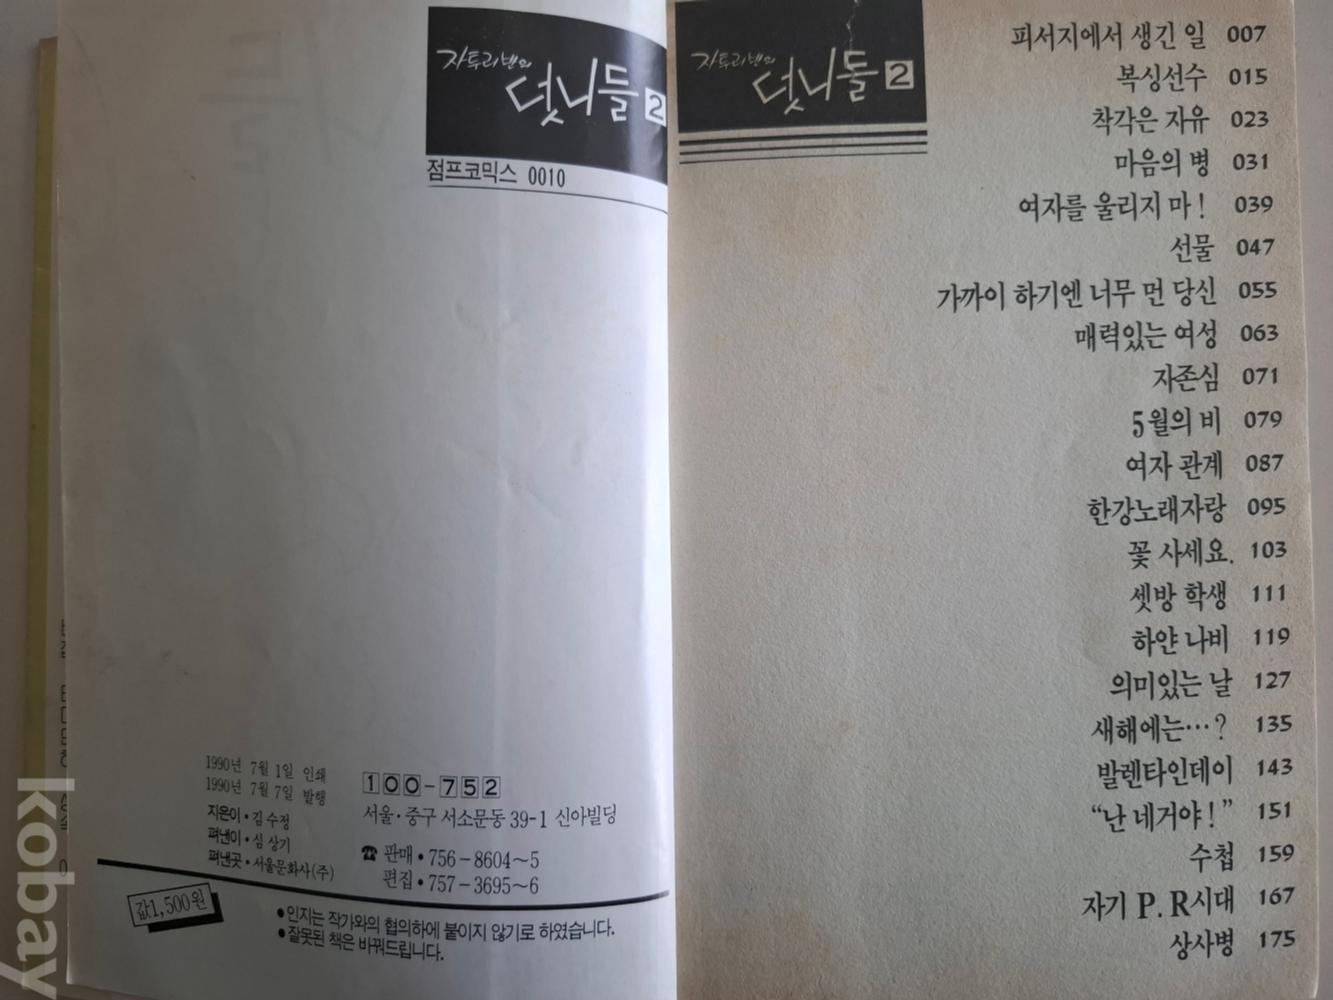 자투리반의
덧니들 2
점프코믹스 0010
1990년 7월 1일 인쇄
1990년 7월 7일 발행
지은이·김 수정
펴낸이·심 상기
펴낸곳·서울문화사(주)
100-752
서울·중구 서소문동 39-1 신아빌딩
☎ 판매·756-8604~5
편집·757-3695~6
값1,500원
●인지는 작가와의 협의하에 붙이지 않기로 하였습니다.
●잘못된 책은 바꿔드립니다.
자투리반의
덧니들 2
피서지에서 생긴 일 007
복싱선수 015
착각은 자유 023
마음의 병 031
여자를 울리지 마! 039
선물 047
가까이 하기엔 너무 먼 당신 055
매력있는 여성 063
자존심 071
5월의 비 079
여자 관계 087
한강노래자랑 095
꽃 사세요. 103
셋방 학생 111
하얀 나비 119
의미있는 날 127
새해에는…? 135
발렌타인데이 143
“난 네거야!” 151
수첩 159
자기 P.R시대 167
상사병 175
kobay